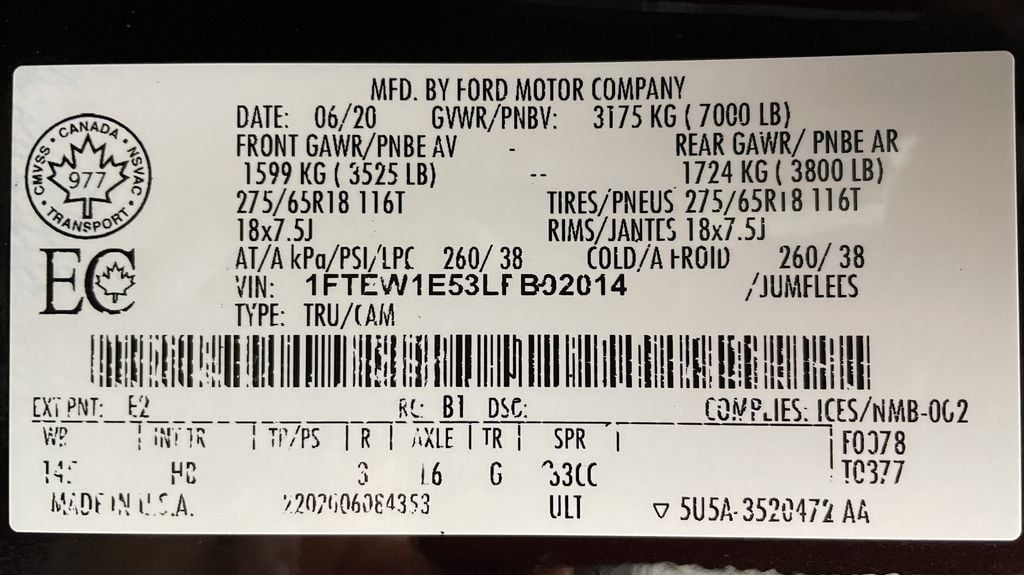 MFD. BY FORD MOTOR COMPANY
DATE: 06/20 GVWR/PNBV: 3175 KG ( 7000 LB)
FRONT GAWR/PNBE AV - REAR GAWR/ PNBE AR
1599 KG ( 3525 LB) -- 1724 KG ( 3800 LB)
275/65R18 116T TIRES/PNEUS 275/65R18 116T
18x7.5J RIMS/JANTES 18x7.5J
AT/A kPa/PSI/LPC 260/ 38 COLD/A FROID 260/ 38
VIN: /JUMFLEES
TYPE: TRU/CAM
CANADA
CMVSS NSVAC
977
TRANSPORT
EC
EXT PNT: E2 RC: B1 DSO: COMPLIES: ICES/NMB-002
WB INT TR TP/PS R AXLE TR SPR F0078
3 L6 G T0377
MADE IN U.S.A. ULT ▽ 5U5A-3520472 AA